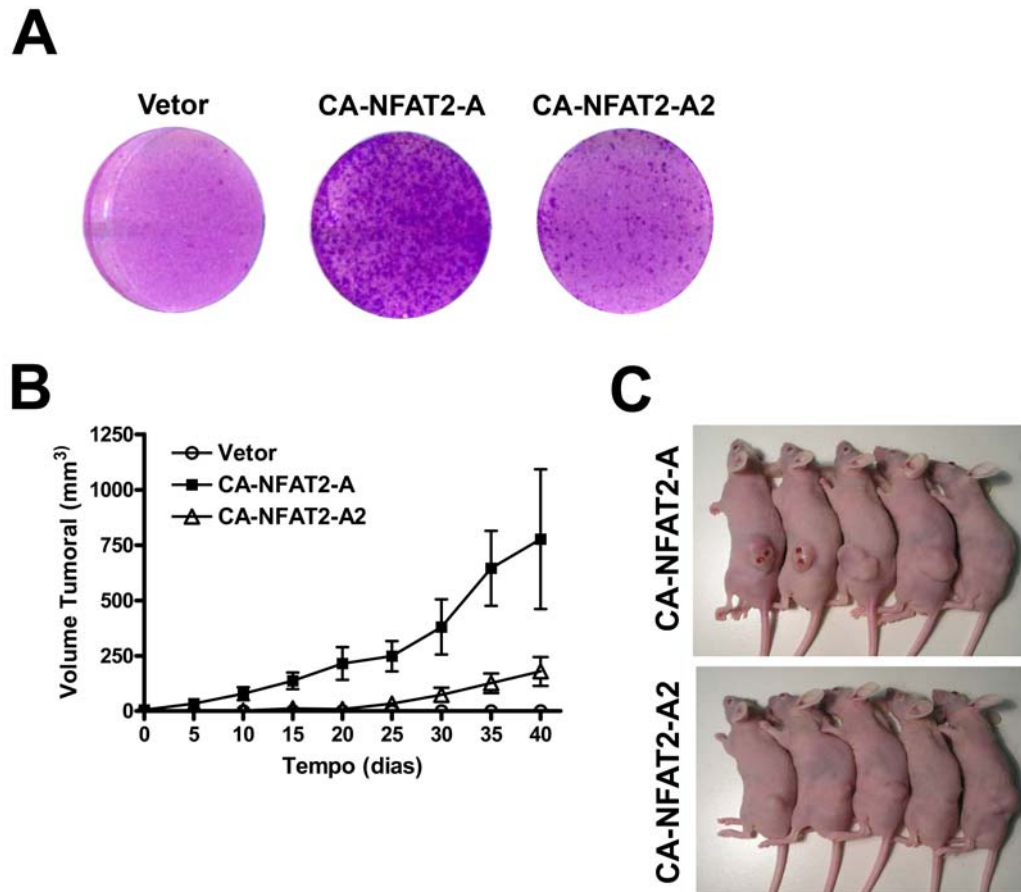 A
Vetor CA-NFAT2-A CA-NFAT2-A2
B
Volume Tumoral (mm³)
1250
1000
750
500
250
0
Vetor
CA-NFAT2-A
CA-NFAT2-A2
0 5 10 15 20 25 30 35 40
Tempo (dias)
C
CA-NFAT2-A
CA-NFAT2-A2